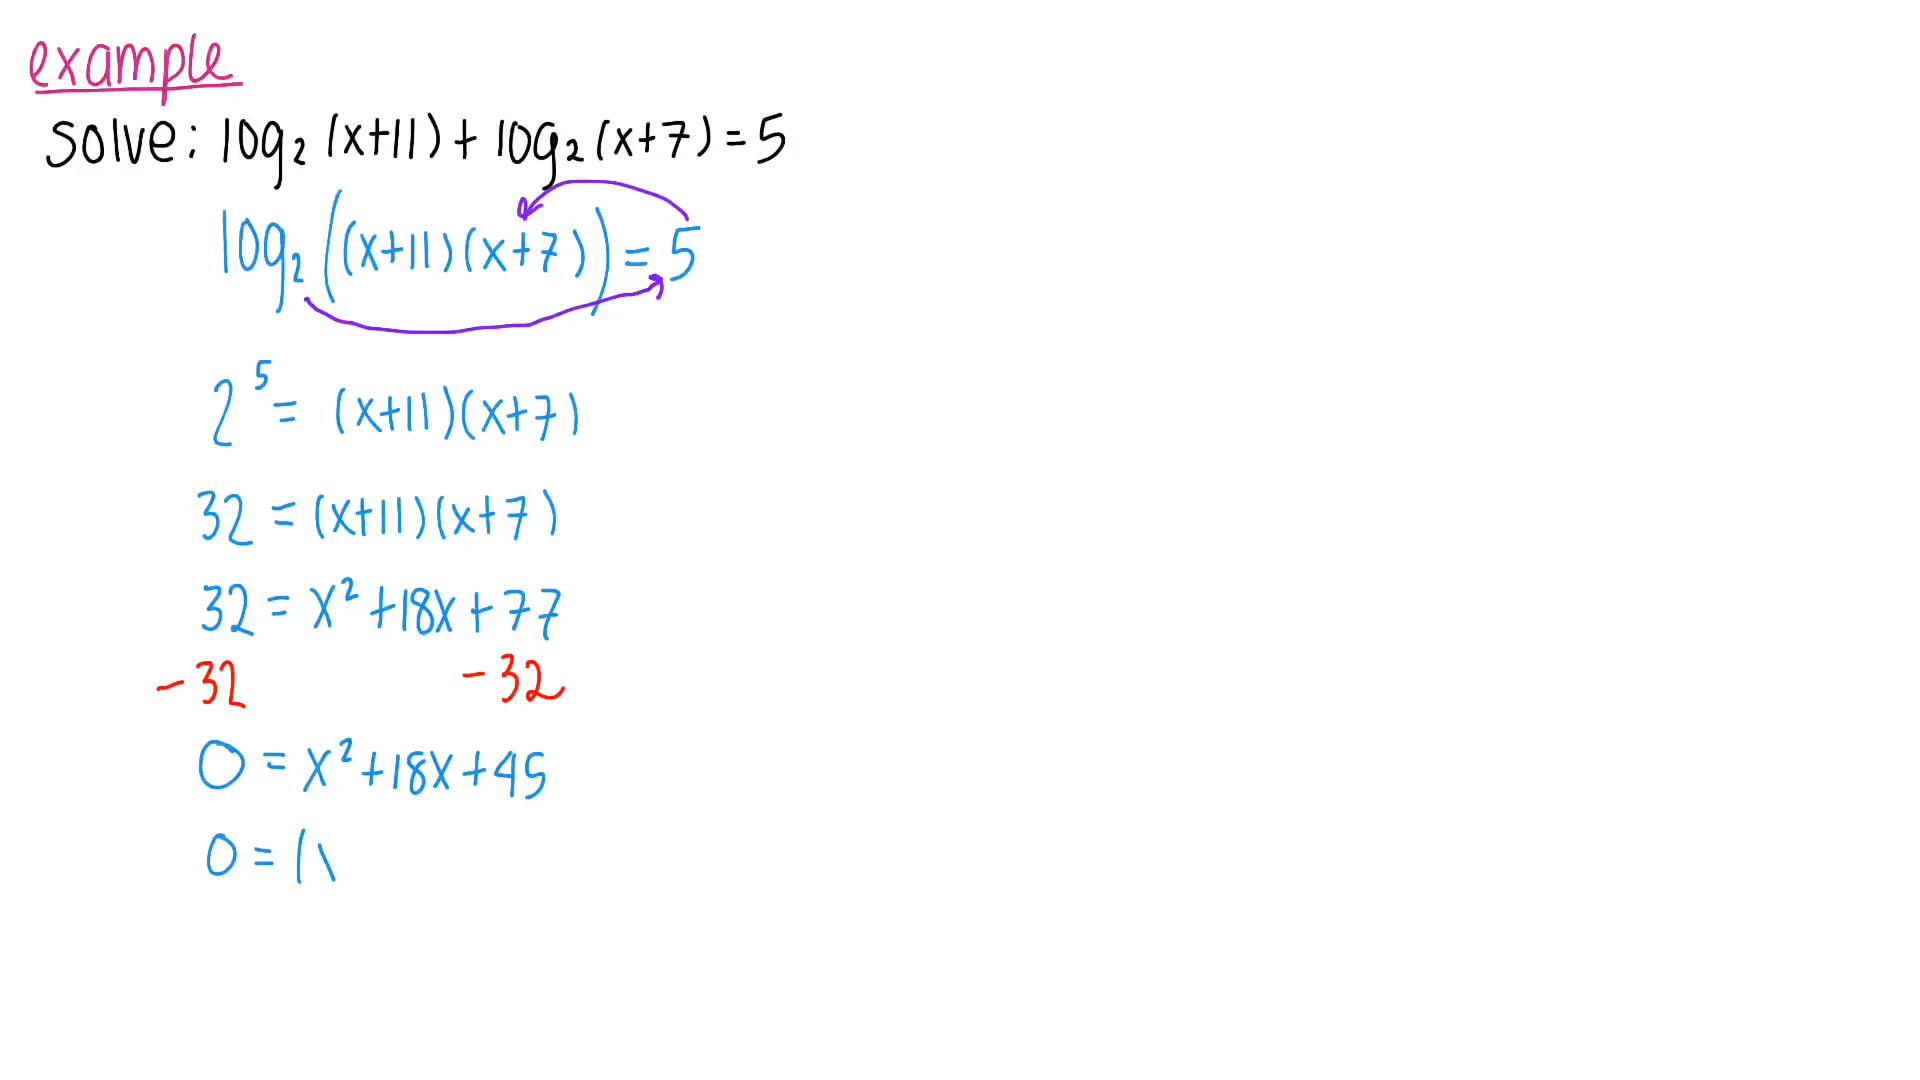 example
solve: log₂ (x+11) + log₂ (x+7) = 5
log₂ ((x+11)(x+7)) = 5
2⁵ = (x+11)(x+7)
32 = (x+11)(x+7)
32 = x² + 18x + 77
-32 -32
0 = x² + 18x + 45
0 = (\